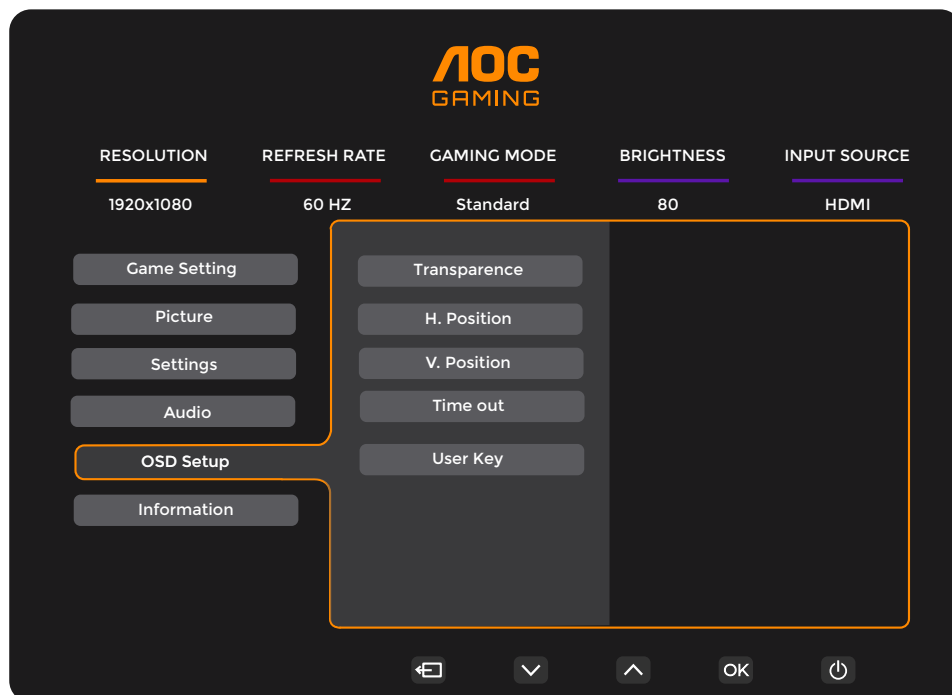 AOC
GAMING
RESOLUTION REFRESH RATE GAMING MODE BRIGHTNESS INPUT SOURCE
1920x1080 60 HZ Standard 80 HDMI
Game Setting
Picture
Settings
Audio
OSD Setup
Information
Transparence
H. Position
V. Position
Time out
User Key
OK